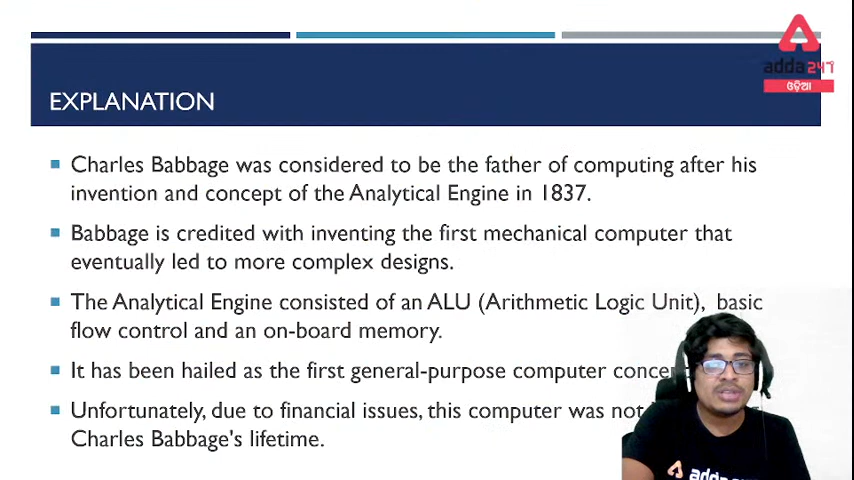 adda247
ଓଡ଼ିଆ
EXPLANATION
Charles Babbage was considered to be the father of computing after his
invention and concept of the Analytical Engine in 1837.
Babbage is credited with inventing the first mechanical computer that
eventually led to more complex designs.
The Analytical Engine consisted of an ALU (Arithmetic Logic Unit), basic
flow control and an on-board memory.
It has been hailed as the first general-purpose computer
Unfortunately, due to financial issues, this computer was not
Charles Babbage's lifetime.